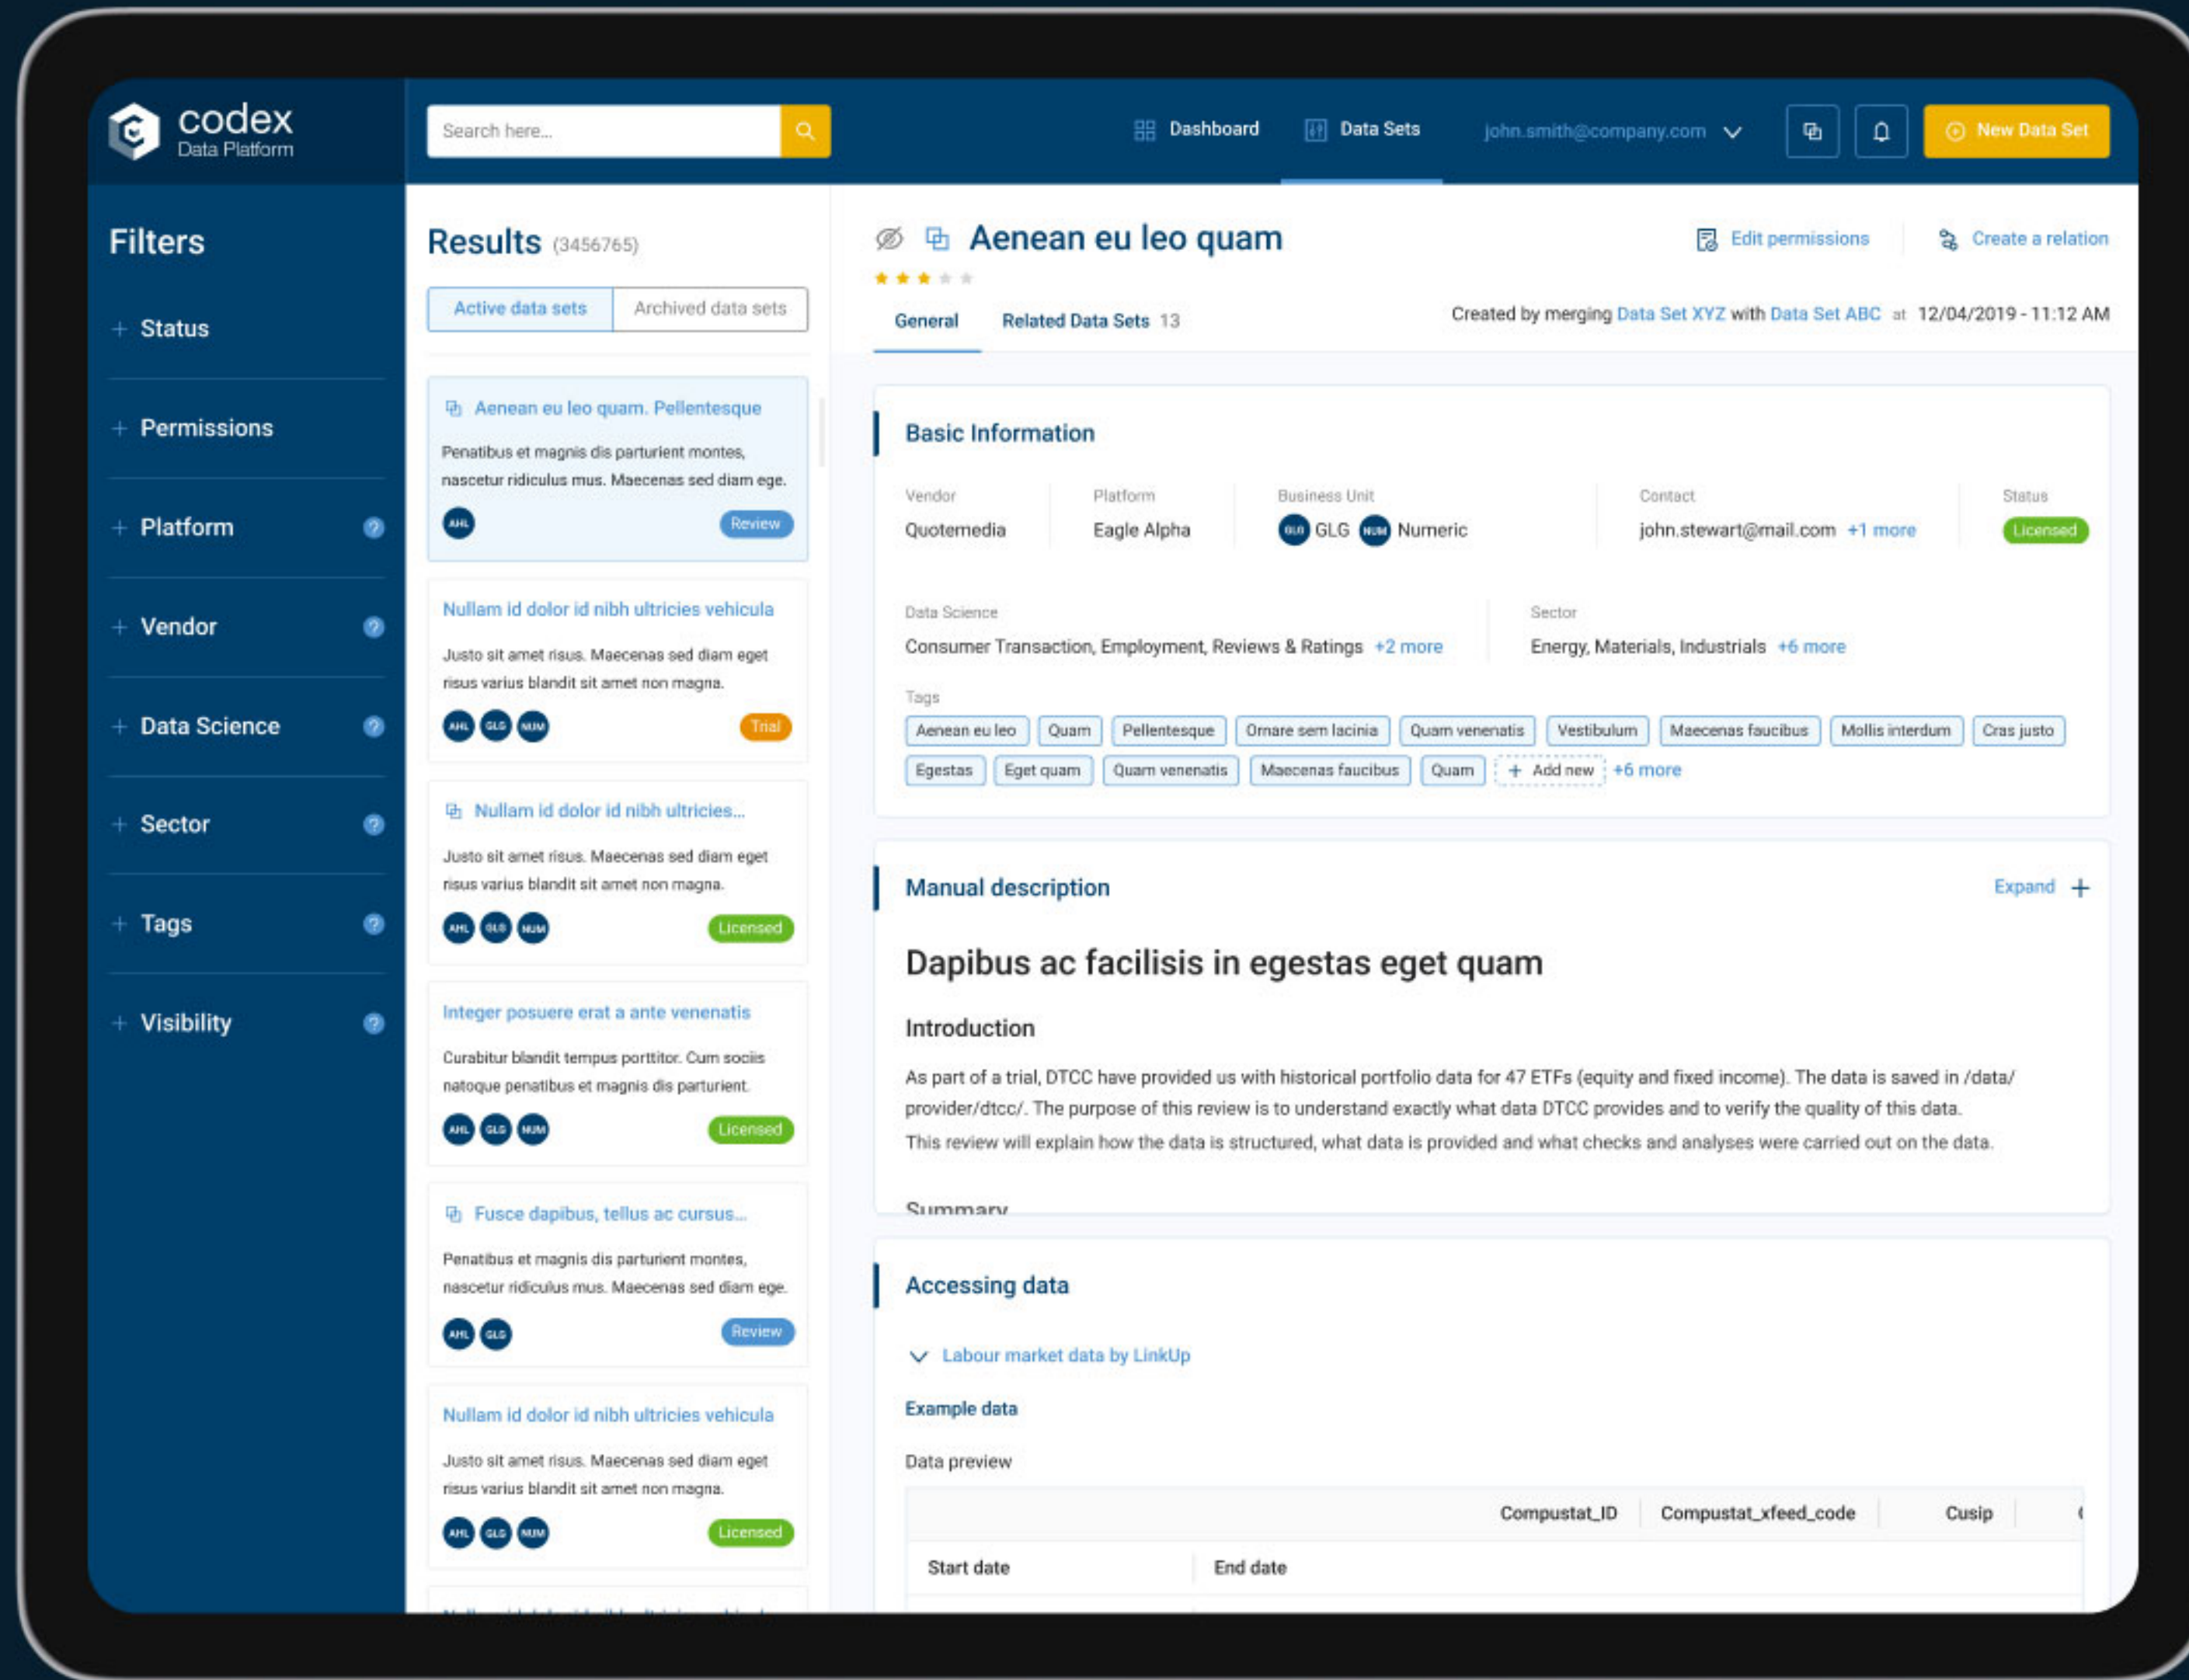 codex
Data Platform
Search here...
Dashboard
Data Sets
john.smith@company.com
New Data Set
Filters
+ Status
+ Permissions
+ Platform ?
+ Vendor ?
+ Data Science ?
+ Sector ?
+ Tags ?
+ Visibility ?
Results (3456765)
Active data sets
Archived data sets
Aenean eu leo quam. Pellentesque
Penatibus et magnis dis parturient montes,
nascetur ridiculus mus. Maecenas sed diam ege.
AHL Review
Nullam id dolor id nibh ultricies vehicula
Justo sit amet risus. Maecenas sed diam eget
risus varius blandit sit amet non magna.
AHL GLG NUM Trial
Nullam id dolor id nibh ultricies...
Justo sit amet risus. Maecenas sed diam eget
risus varius blandit sit amet non magna.
AHL GLG NUM Licensed
Integer posuere erat a ante venenatis
Curabitur blandit tempus porttitor. Cum sociis
natoque penatibus et magnis dis parturient.
AHL GLG NUM Licensed
Fusce dapibus, tellus ac cursus...
Penatibus et magnis dis parturient montes,
nascetur ridiculus mus. Maecenas sed diam ege.
AHL GLG Review
Nullam id dolor id nibh ultricies vehicula
Justo sit amet risus. Maecenas sed diam eget
risus varius blandit sit amet non magna.
AHL GLG NUM Licensed
Aenean eu leo quam
Edit permissions
Create a relation
General
Related Data Sets 13
Created by merging Data Set XYZ with Data Set ABC at 12/04/2019 - 11:12 AM
Basic Information
Vendor Platform Business Unit Contact Status
Quotemedia Eagle Alpha GLG GLG NUM Numeric john.stewart@mail.com +1 more Licensed
Data Science Sector
Consumer Transaction, Employment, Reviews & Ratings +2 more Energy, Materials, Industrials +6 more
Tags
Aenean eu leo Quam Pellentesque Ornare sem lacinia Quam venenatis Vestibulum Maecenas faucibus Mollis interdum Cras justo
Egestas Eget quam Quam venenatis Maecenas faucibus Quam + Add new +6 more
Manual description
Expand +
Dapibus ac facilisis in egestas eget quam
Introduction
As part of a trial, DTCC have provided us with historical portfolio data for 47 ETFs (equity and fixed income). The data is saved in /data/
provider/dtcc/. The purpose of this review is to understand exactly what data DTCC provides and to verify the quality of this data.
This review will explain how the data is structured, what data is provided and what checks and analyses were carried out on the data.
Summary
Accessing data
Labour market data by LinkUp
Example data
Data preview
Compustat_ID Compustat_xfeed_code Cusip
Start date End date